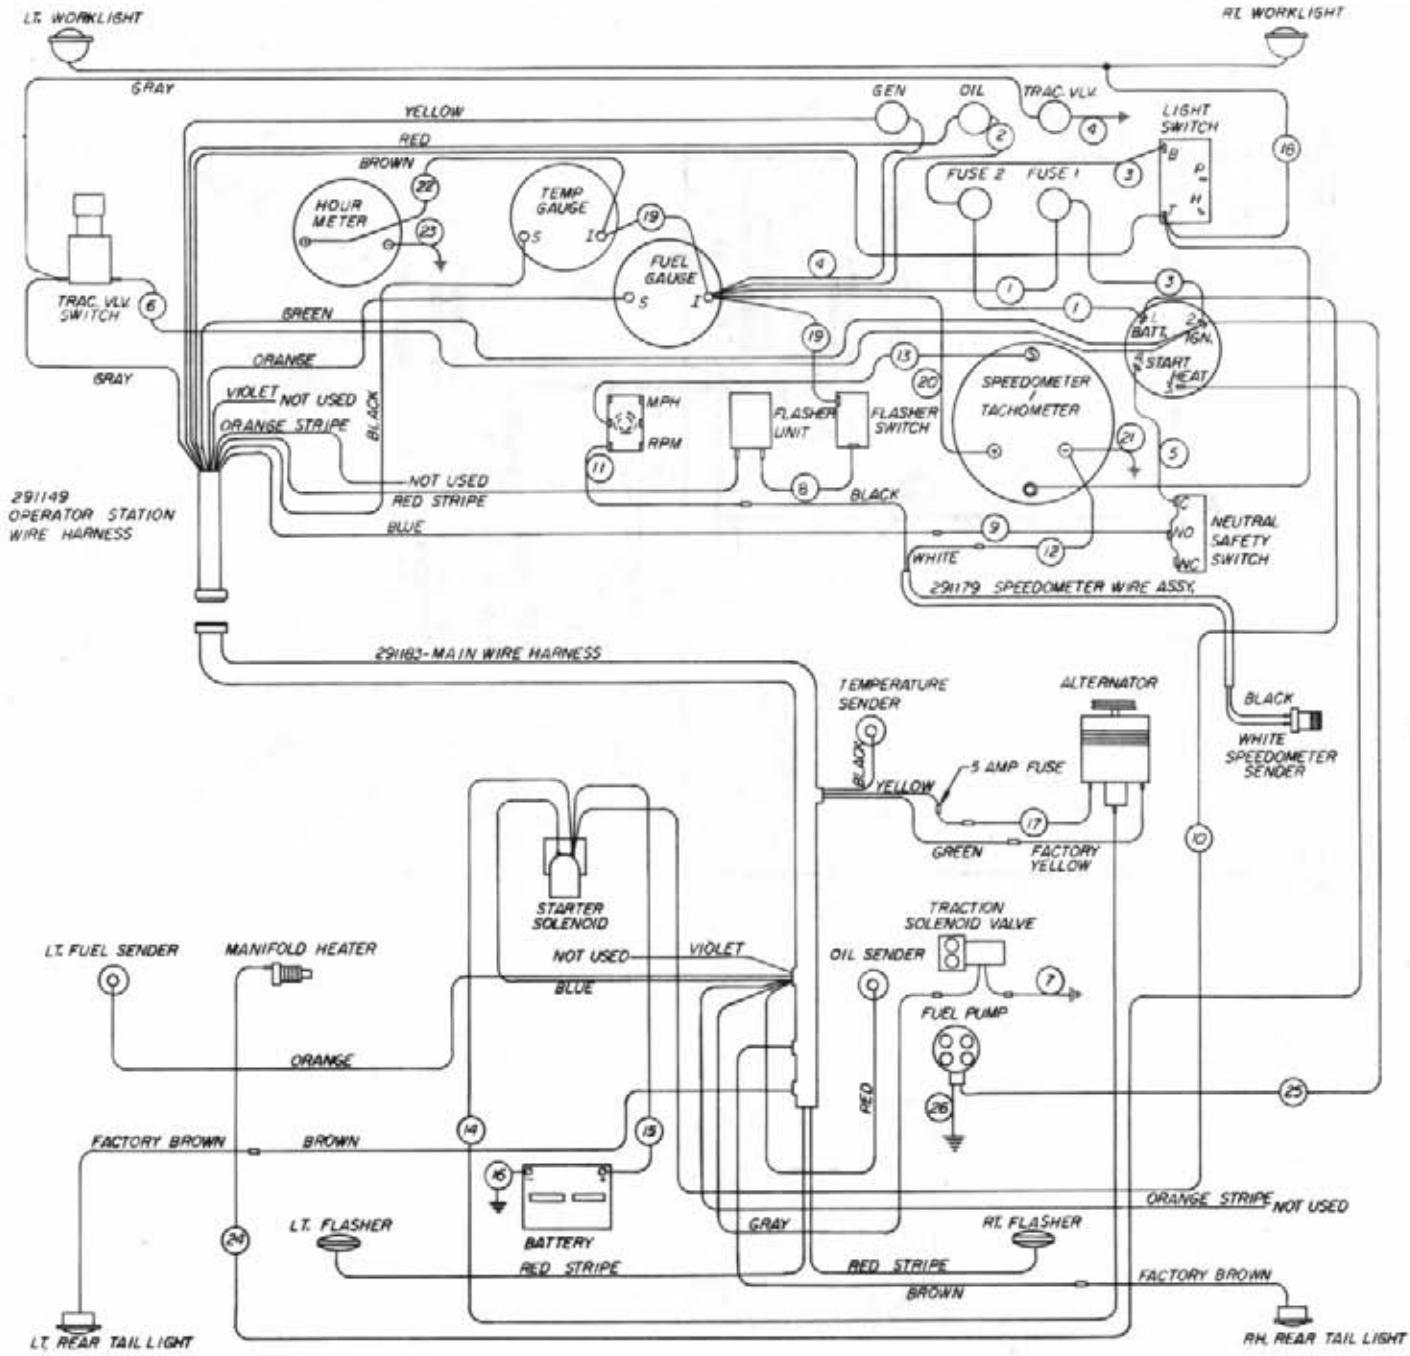 LT. WORKLIGHT
RT. WORKLIGHT
GRAY
GEN
OIL
TRAC. VLV.
YELLOW
LIGHT
SWITCH
4
2
RED
18
BROWN
B
P
H
T
FUSE 2
FUSE 1
3
22
TEMP
GAUGE
HOUR
METER
19
23
S
I
FUEL
GAUGE
4
3
S
I
1
1
TRAC. VLV.
SWITCH
6
GREEN
1
2
BATT.
IGN.
19
ORANGE
13
START
HEAT
GRAY
20
SPEEDOMETER
/
TACHOMETER
VIOLET
NOT USED
MPH
FLASHER
UNIT
FLASHER
SWITCH
BLACK
ORANGE STRIPE
RPM
21
5
11
NOT USED
8
BLACK
RED STRIPE
291149
OPERATOR STATION
WIRE HARNESS
BLUE
9
C
NO
NC
NEUTRAL
SAFETY
SWITCH
12
WHITE
291179 SPEEDOMETER WIRE ASSY.
291183-MAIN WIRE HARNESS
TEMPERATURE
SENDER
ALTERNATOR
BLACK
WHITE
SPEEDOMETER
SENDER
BLACK
5 AMP FUSE
YELLOW
17
10
GREEN
FACTORY
YELLOW
STARTER
SOLENOID
TRACTION
SOLENOID VALVE
LT. FUEL SENDER
MANIFOLD HEATER
NOT USED
VIOLET
OIL SENDER
BLUE
7
FUEL PUMP
ORANGE
RED
26
25
14
15
FACTORY BROWN
BROWN
16
- +
ORANGE STRIPE
NOT USED
LT. FLASHER
GRAY
RT. FLASHER
24
BATTERY
RED STRIPE
RED STRIPE
BROWN
FACTORY BROWN
LT. REAR TAIL LIGHT
RH. REAR TAIL LIGHT